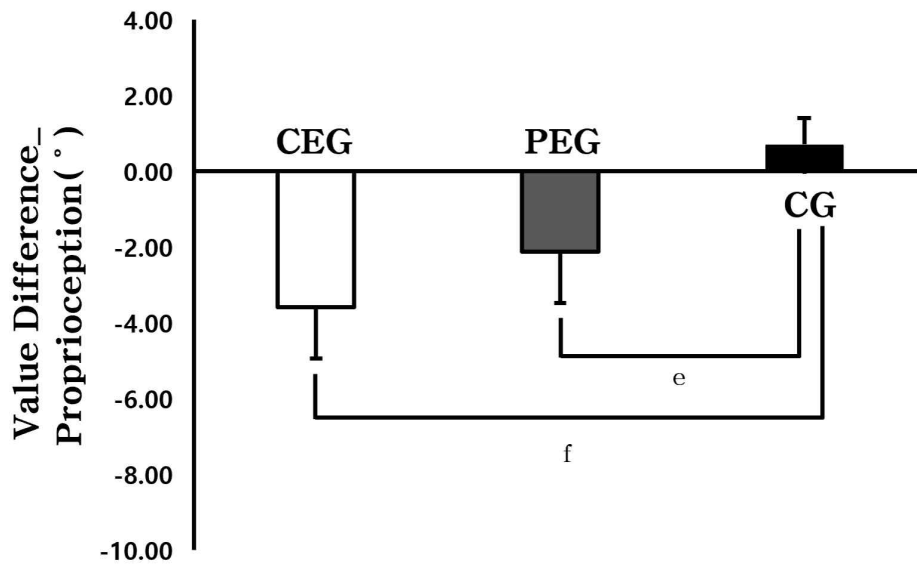 Value Difference_
Proprioception(˚)
4.00
2.00
0.00
-2.00
-4.00
-6.00
-8.00
-10.00
CEG
PEG
CG
e
f